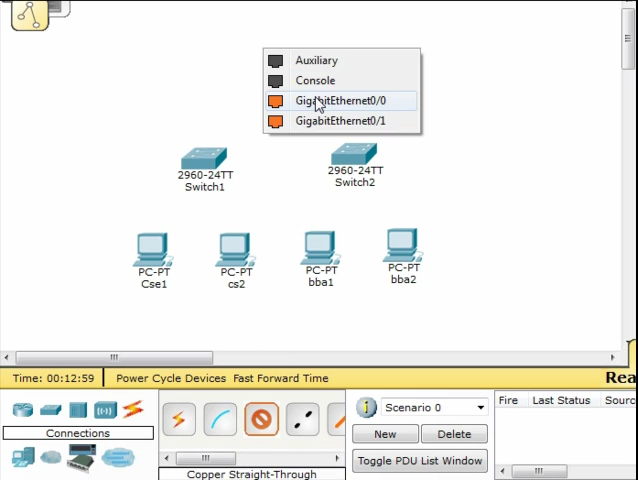 Auxiliary
Console
GigabitEthernet0/0
GigabitEthernet0/1
2960-24TT
Switch1
2960-24TT
Switch2
PC-PT
Cse1
PC-PT
cs2
PC-PT
bba1
PC-PT
bba2
Time: 00:12:59 Power Cycle Devices Fast Forward Time Rea
Connections
Copper Straight-Through
Scenario 0
New Delete
Toggle PDU List Window
Fire Last Status Sourc